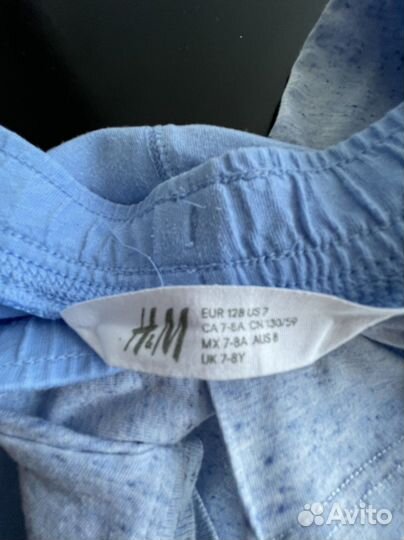 H&M
EUR 128 US 7
CA 7-8A CN 130/59
MX 7-8A AUS 8
UK 7-8Y
Avito